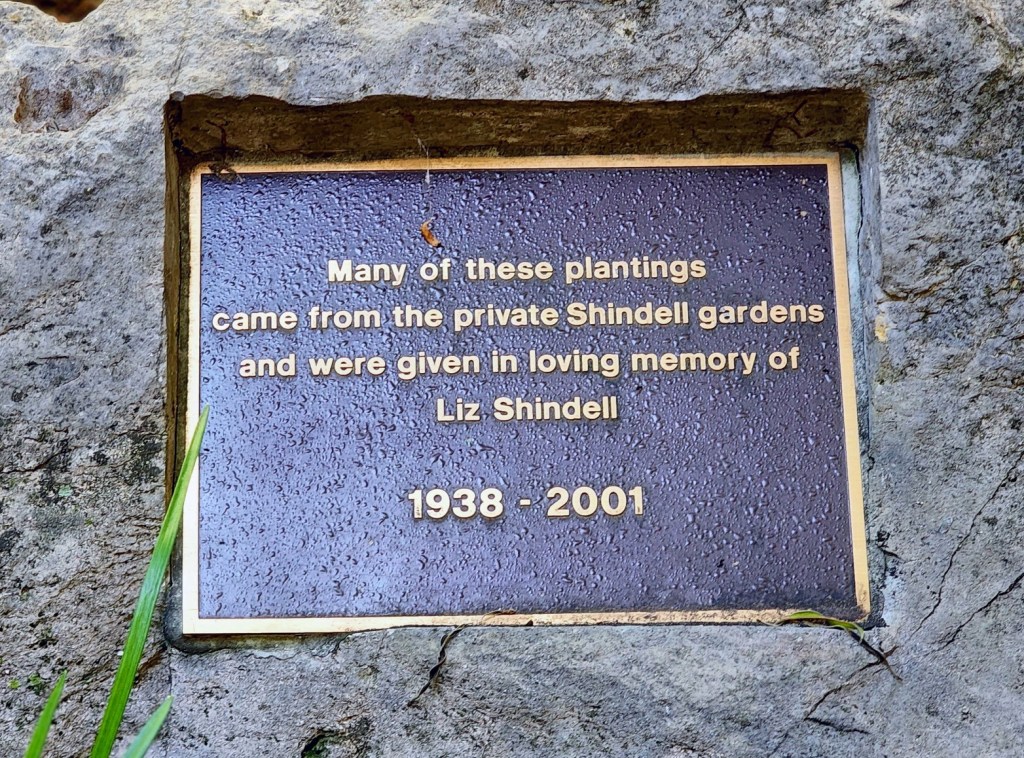 Many of these plantings
came from the private Shindell gardens
and were given in loving memory of
Liz Shindell
1938 - 2001